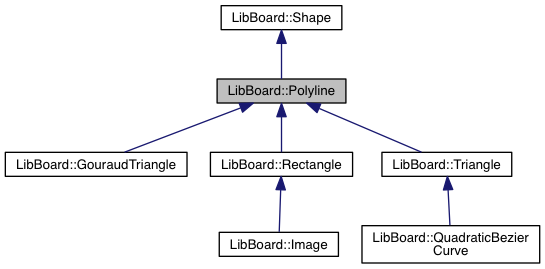 LibBoard::Shape
LibBoard::Polyline
LibBoard::GouraudTriangle
LibBoard::Rectangle
LibBoard::Triangle
LibBoard::Image
LibBoard::QuadraticBezier
Curve